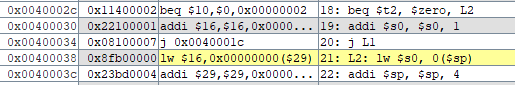 0x0040002c 0x11400002 beq $10,$0,0x00000002 18: beq $t2, $zero, L2
0x00400030 0x22100001 addi $16,$16,0x0000... 19: addi $s0, $s0, 1
0x00400034 0x08100007 j 0x0040001c 20: j L1
0x00400038 0x8fb00000 lw $16,0x00000000($29) 21: L2: lw $s0, 0($sp)
0x0040003c 0x23bd0004 addi $29,$29,0x0000... 22: addi $sp, $sp, 4